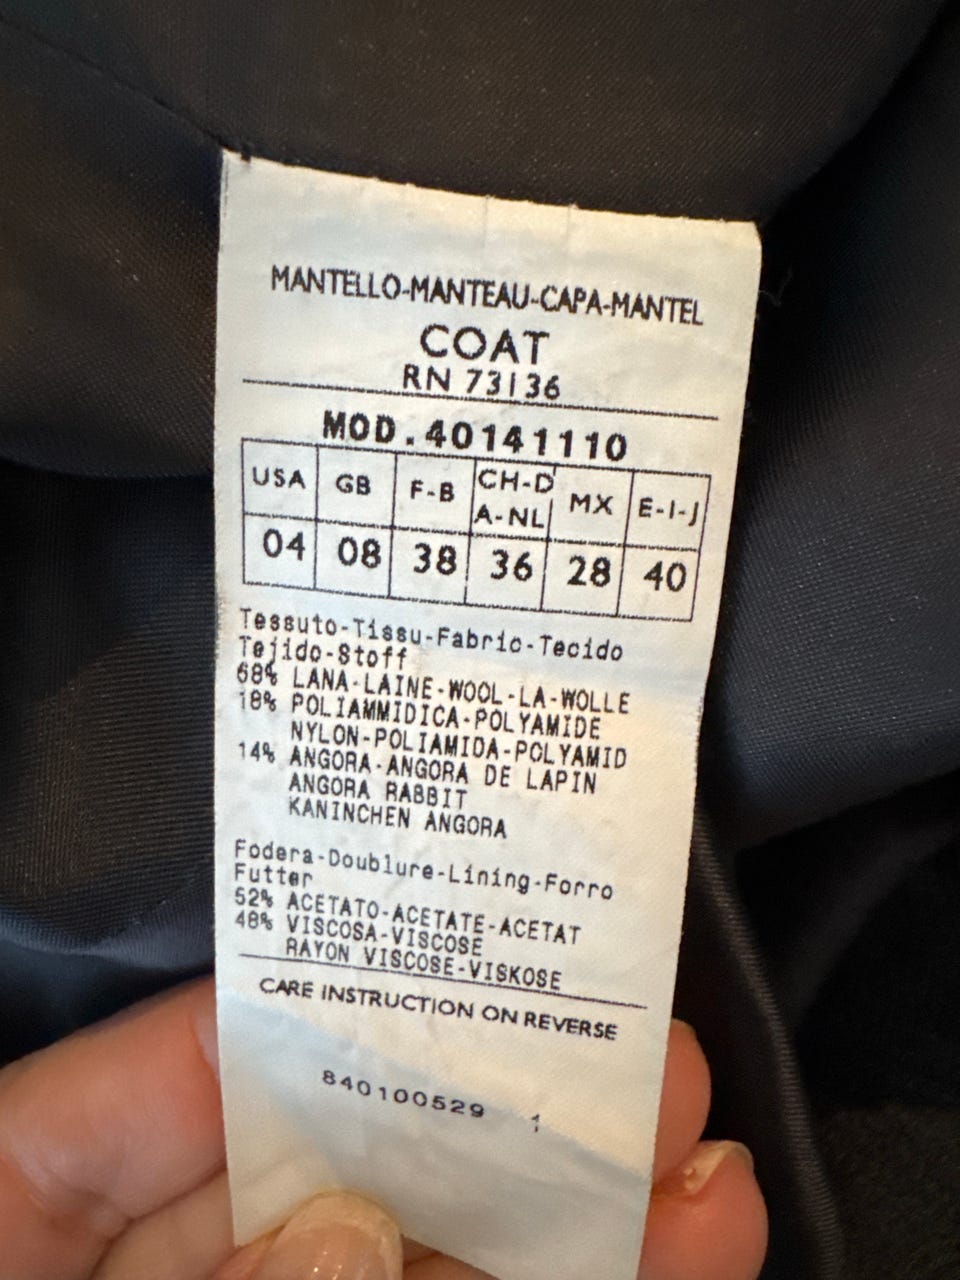 MANTELLO-MANTEAU-CAPA-MANTEL
COAT
RN 73136
MOD.40141110
USA GB F-B CH-D A-NL MX E-I-J
04 08 38 36 28 40
Tessuto-Tissu-Fabric-Tecido
Tejido-Stoff
68% LANA-LAINE-WOOL-LA-WOLLE
18% POLIAMMIDICA-POLYAMIDE
NYLON-POLIAMIDA-POLYAMID
14% ANGORA-ANGORA DE LAPIN
ANGORA RABBIT
KANINCHEN ANGORA
Fodera-Doublure-Lining-Forro
Futter
52% ACETATO-ACETATE-ACETAT
48% VISCOSA-VISCOSE
RAYON VISCOSE-VISKOSE
CARE INSTRUCTION ON REVERSE
840100529 1